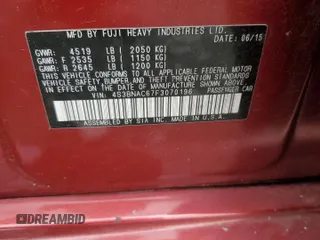 MFD BY FUJI HEAVY INDUSTRIES LTD.
DATE: 06/15
GVWR: 4519 LB ( 2050 KG)
GAWR: F 2535 LB ( 1150 KG)
GAWR: R 2645 LB ( 1200 KG)
THIS VEHICLE CONFORMS TO ALL APPLICABLE FEDERAL MOTOR
VEHICLE SAFETY, BUMPER, AND THEFT PREVENTION STANDARDS
IN EFFECT ON THE DATE OF MANUFACTURE SHOWN ABOVE.
VIN: 4S3BNAC67F3070196 PASSENGER CAR
ASSEMBLED BY SIA INC. IN U.S.A.
© DREAMBID